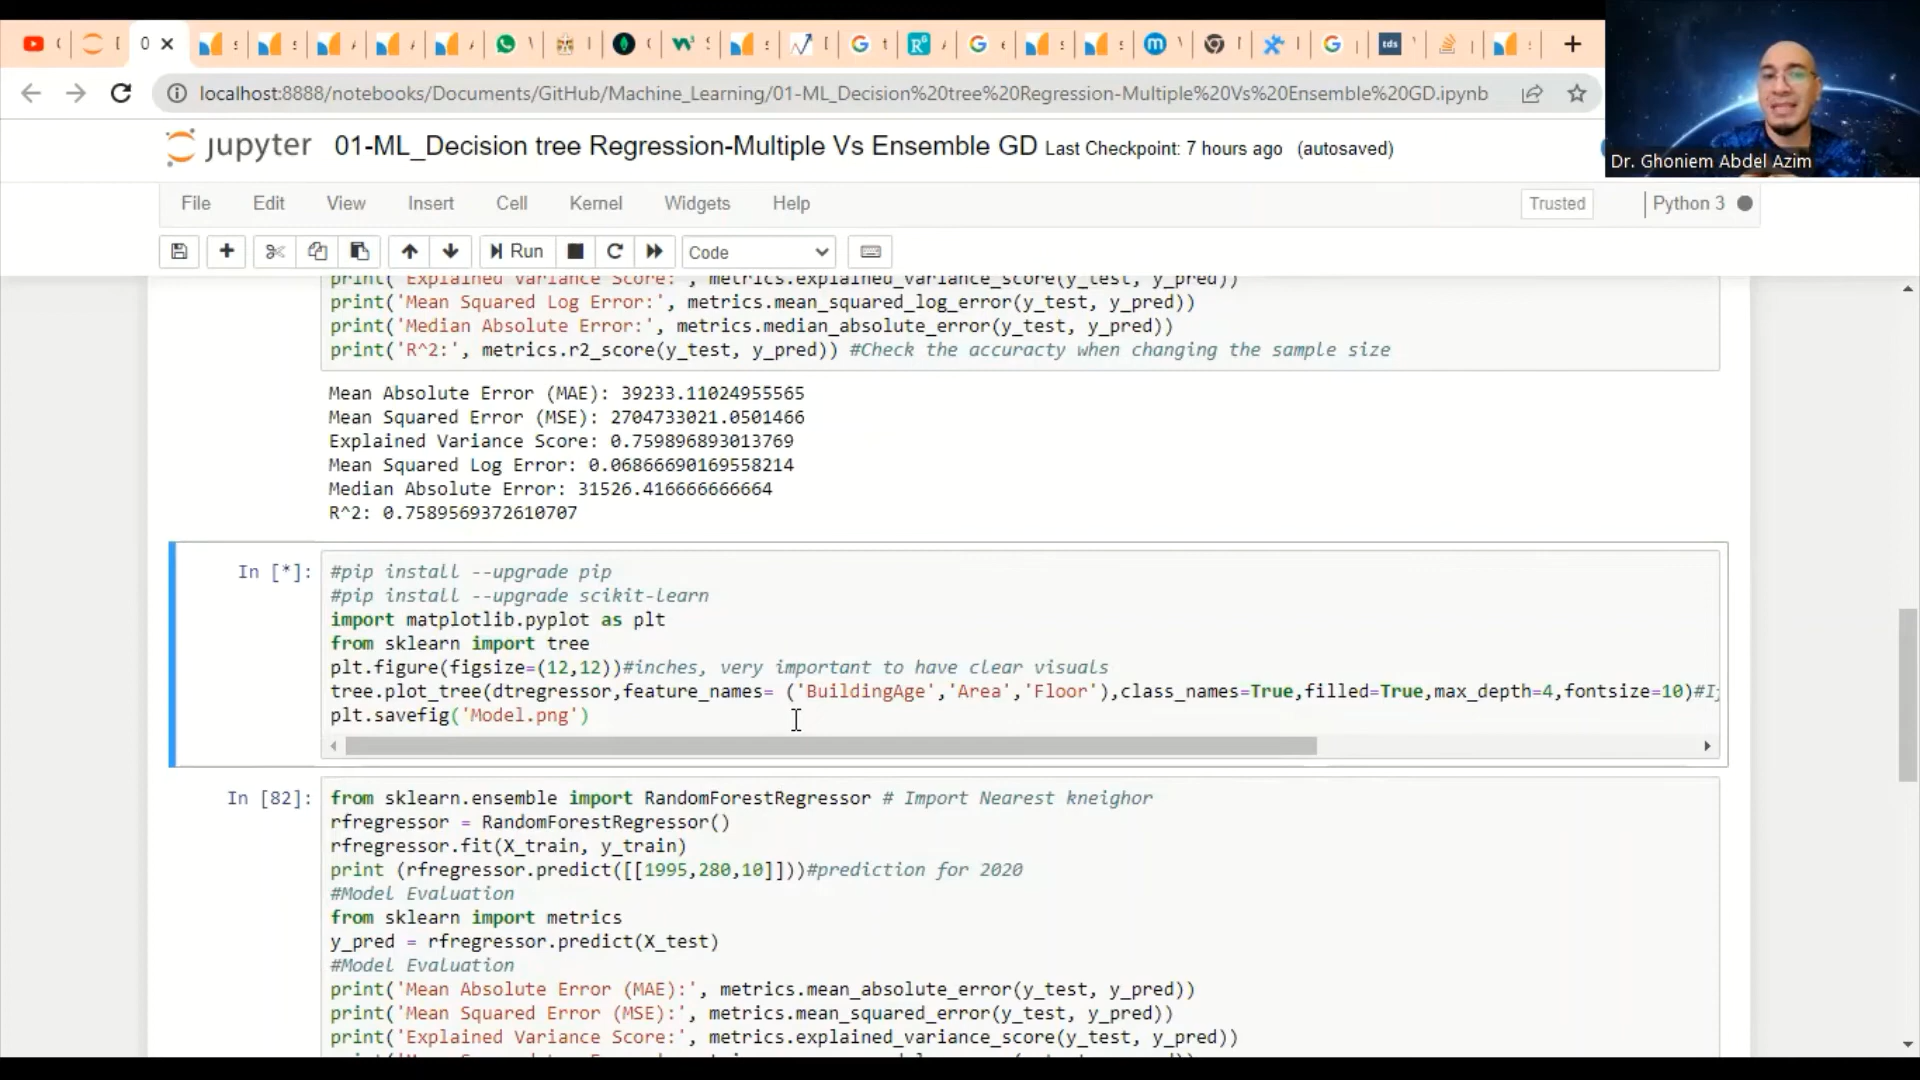 localhost:8888/notebooks/Documents/GitHub/Machine_Learning/01-ML_Decision%20tree%20Regression-Multiple%20Vs%20Ensemble%20GD.ipynb
jupyter 01-ML_Decision tree Regression-Multiple Vs Ensemble GD Last Checkpoint: 7 hours ago (autosaved)
Dr. Ghoniem Abdel Azim
File Edit View Insert Cell Kernel Widgets Help Trusted Python 3
Run Code
print('Explained Variance Score:', metrics.explained_variance_score(y_test, y_pred))
print('Mean Squared Log Error:', metrics.mean_squared_log_error(y_test, y_pred))
print('Median Absolute Error:', metrics.median_absolute_error(y_test, y_pred))
print('R^2:', metrics.r2_score(y_test, y_pred)) #Check the accuracty when changing the sample size
Mean Absolute Error (MAE): 39233.11024955565
Mean Squared Error (MSE): 2704733021.0501466
Explained Variance Score: 0.759896893013769
Mean Squared Log Error: 0.06866690169558214
Median Absolute Error: 31526.416666666664
R^2: 0.7589569372610707
In [*]: #pip install --upgrade pip
#pip install --upgrade scikit-learn
import matplotlib.pyplot as plt
from sklearn import tree
plt.figure(figsize=(12,12))#inches, very important to have clear visuals
tree.plot_tree(dtregressor,feature_names= ('BuildingAge','Area','Floor'),class_names=True,filled=True,max_depth=4,fontsize=10)#I
plt.savefig('Model.png')
In [82]: from sklearn.ensemble import RandomForestRegressor # Import Nearest kneighor
rfregressor = RandomForestRegressor()
rfregressor.fit(X_train, y_train)
print (rfregressor.predict([[1995,280,10]]))#prediction for 2020
#Model Evaluation
from sklearn import metrics
y_pred = rfregressor.predict(X_test)
#Model Evaluation
print('Mean Absolute Error (MAE):', metrics.mean_absolute_error(y_test, y_pred))
print('Mean Squared Error (MSE):', metrics.mean_squared_error(y_test, y_pred))
print('Explained Variance Score:', metrics.explained_variance_score(y_test, y_pred))